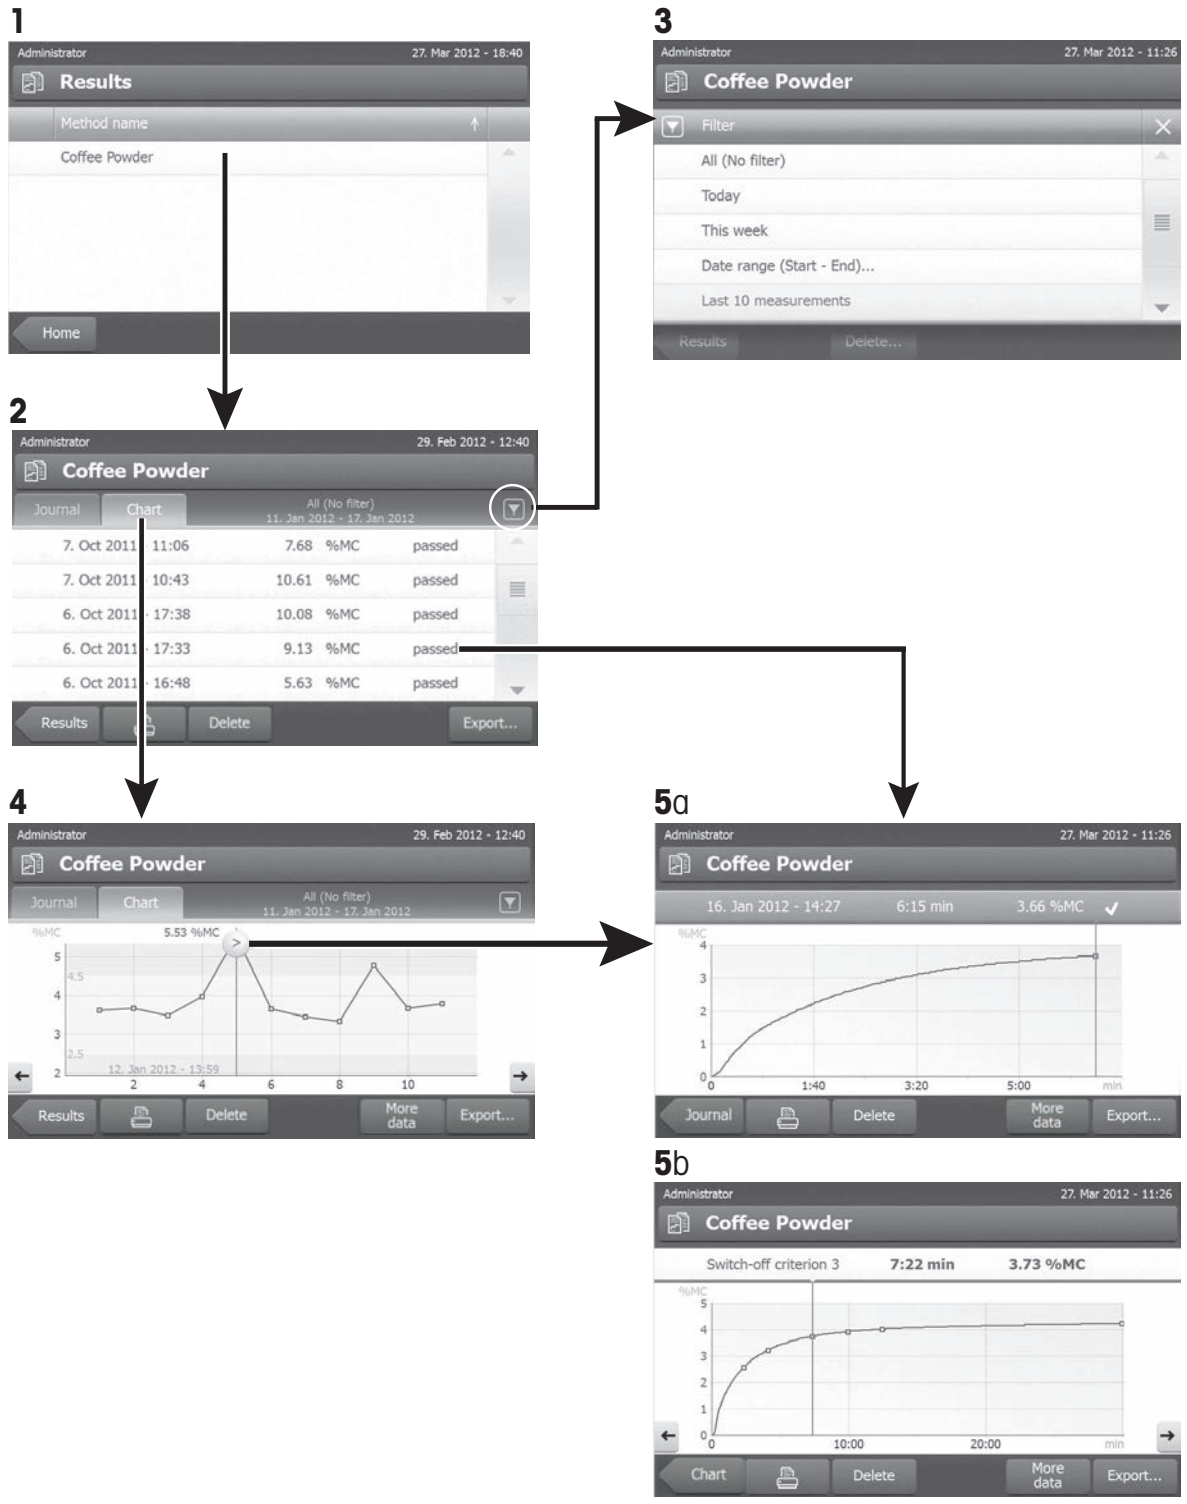 1
Administrator 27. Mar 2012 - 18:40
Results
Method name
Coffee Powder
Home
3
Administrator 27. Mar 2012 - 11:26
Coffee Powder
Filter
All (No filter)
Today
This week
Date range (Start - End)...
Last 10 measurements
Results Delete...
2
Administrator 29. Feb 2012 - 12:40
Coffee Powder
Journal Chart All (No filter)
11. Jan 2012 - 17. Jan 2012
7. Oct 2011 - 11:06 7.68 %MC passed
7. Oct 2011 - 10:43 10.61 %MC passed
6. Oct 2011 - 17:38 10.08 %MC passed
6. Oct 2011 - 17:33 9.13 %MC passed
6. Oct 2011 - 16:48 5.63 %MC passed
Results Delete Export...
4
Administrator 29. Feb 2012 - 12:40
Coffee Powder
Journal Chart All (No filter)
11. Jan 2012 - 17. Jan 2012
%MC 5.53 %MC >
5
4.5
4
3
2.5
2
12. Jan 2012 - 13:59
2 4 6 8 10
Results Delete More data Export...
5a
Administrator 27. Mar 2012 - 11:26
Coffee Powder
16. Jan 2012 - 14:27 6:15 min 3.66 %MC
%MC
4
3
2
1
0
0 1:40 3:20 5:00 min
Journal Delete More data Export...
5b
Administrator 27. Mar 2012 - 11:26
Coffee Powder
Switch-off criterion 3 7:22 min 3.73 %MC
%MC
5
4
3
2
1
0
0 10:00 20:00 min
Chart Delete More data Export...